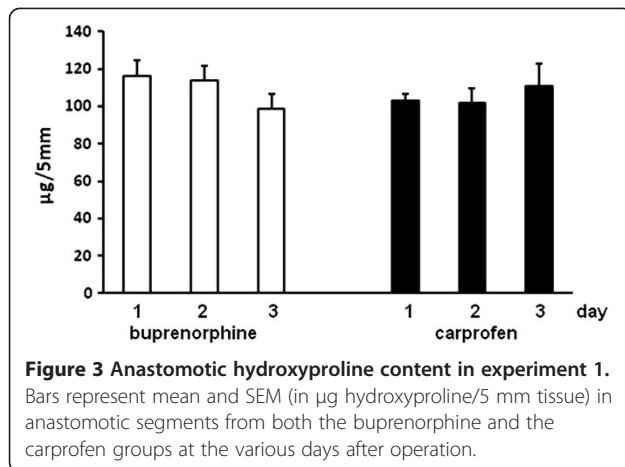 140
120
100
80
60
40
20
0
µg/5mm
1 2 3 1 2 3 day
buprenorphine carprofen
Figure 3 Anastomotic hydroxyproline content in experiment 1.
Bars represent mean and SEM (in µg hydroxyproline/5 mm tissue) in
anastomotic segments from both the buprenorphine and the
carprofen groups at the various days after operation.